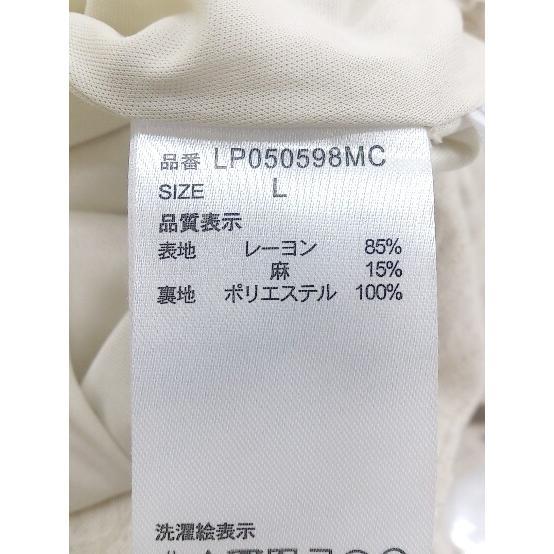 品番 LP050598MC
SIZE L
品質表示
表地 レーヨン 85%
麻 15%
裏地 ポリエステル 100%
洗濯絵表示